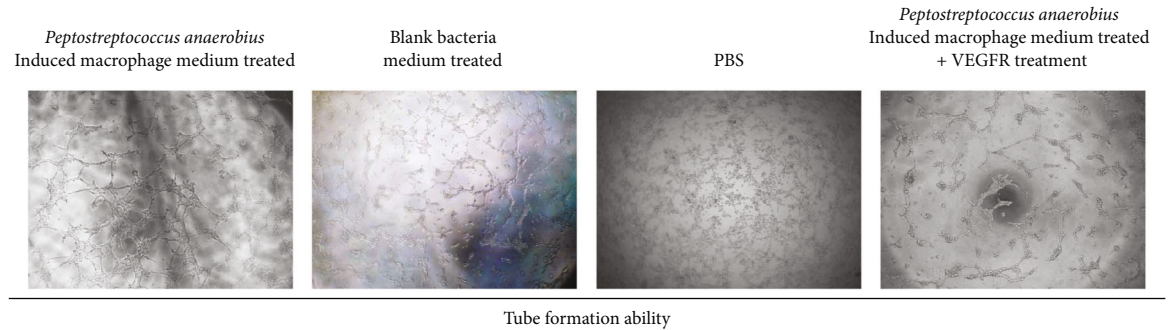 Peptostreptococcus anaerobius
Induced macrophage medium treated
Blank bacteria
medium treated
PBS
Peptostreptococcus anaerobius
Induced macrophage medium treated
+ VEGFR treatment
Tube formation ability